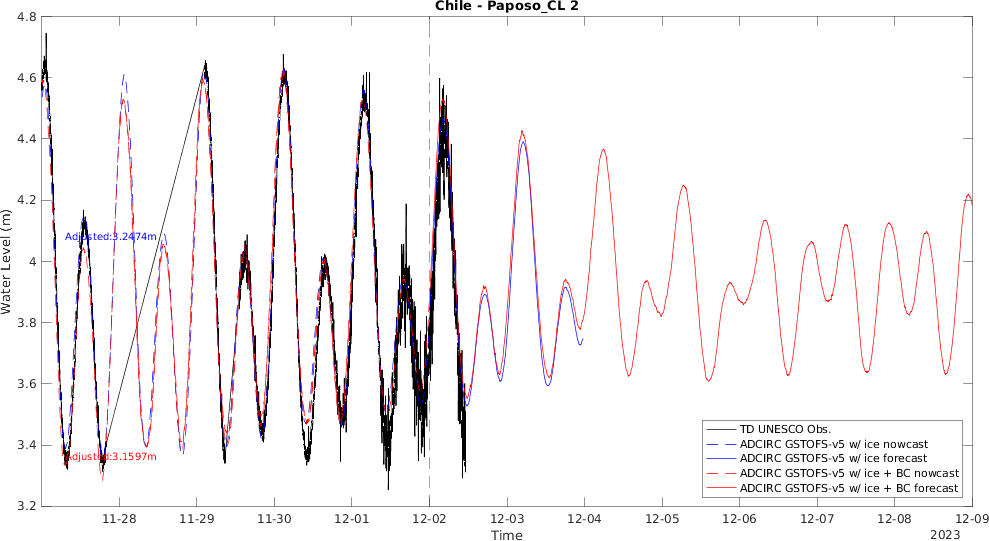 Chile - Paposo_CL 2
Water Level (m)
4.8
4.6
4.4
4.2
4
3.8
3.6
3.4
3.2
Adjusted:3.2474m
Adjusted:3.1597m
TD UNESCO Obs.
ADCIRC GSTOFS-v5 w/ ice nowcast
ADCIRC GSTOFS-v5 w/ ice forecast
ADCIRC GSTOFS-v5 w/ ice + BC nowcast
ADCIRC GSTOFS-v5 w/ ice + BC forecast
11-28 11-29 11-30 12-01 12-02 12-03 12-04 12-05 12-06 12-07 12-08 12-09
Time
2023